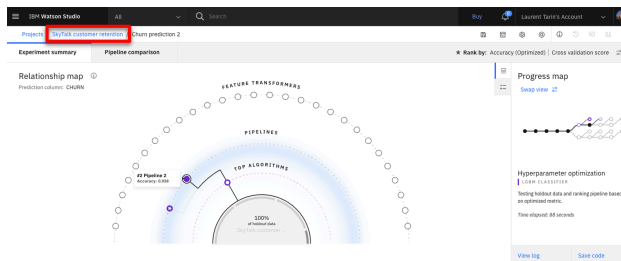 IBM Watson Studio
All
Search
Buy
Laurent Tarin's Account
Projects / SkyTalk customer retention / Churn prediction 2
Experiment summary
Pipeline comparison
Rank by: Accuracy (Optimized) | Cross validation score
Relationship map
Prediction column: CHURN
FEATURE TRANSFORMERS
PIPELINES
TOP ALGORITHMS
#2 Pipeline 2
Accuracy: 0.938
100%
of holdout data
SkyTalk customer ...
Progress map
Swap view
Hyperparameter optimization
LGBM CLASSIFIER
Testing holdout data and ranking pipeline based
on optimized metric.
Time elapsed: 88 seconds
View log
Save code